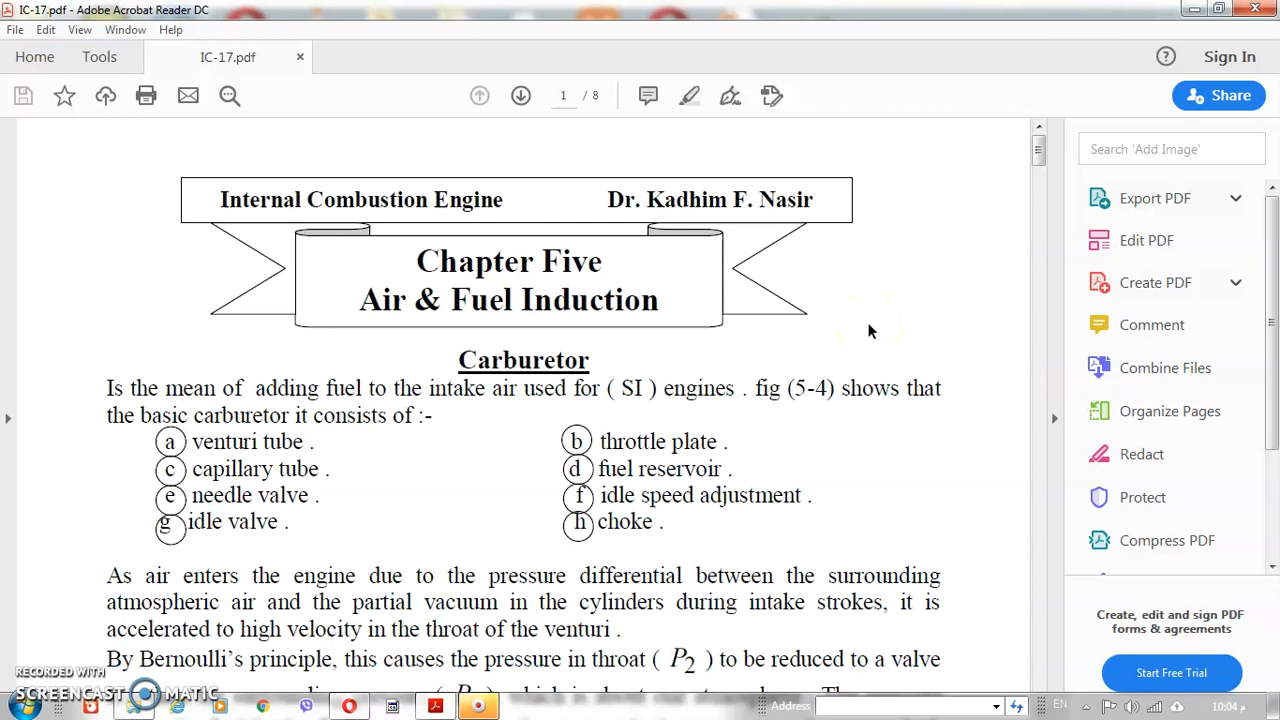 IC-17.pdf - Adobe Acrobat Reader DC
File Edit View Window Help
Home Tools IC-17.pdf × ? Sign In
1 / 8 Share
Search 'Add Image'
Export PDF
Edit PDF
Create PDF
Comment
Combine Files
Organize Pages
Redact
Protect
Compress PDF
Create, edit and sign PDF
forms & agreements
Start Free Trial
Internal Combustion Engine Dr. Kadhim F. Nasir
Chapter Five
Air & Fuel Induction
Carburetor
Is the mean of adding fuel to the intake air used for ( SI ) engines . fig (5-4) shows that
the basic carburetor it consists of :-
a venturi tube . b throttle plate .
c capillary tube . d fuel reservoir .
e needle valve . f idle speed adjustment .
g idle valve . h choke .
As air enters the engine due to the pressure differential between the surrounding
atmospheric air and the partial vacuum in the cylinders during intake strokes, it is
accelerated to high velocity in the throat of the venturi .
By Bernoulli's principle, this causes the pressure in throat ( P2 ) to be reduced to a valve
RECORDED WITH
SCREENCAST MATIC
Address EN 10:04 م